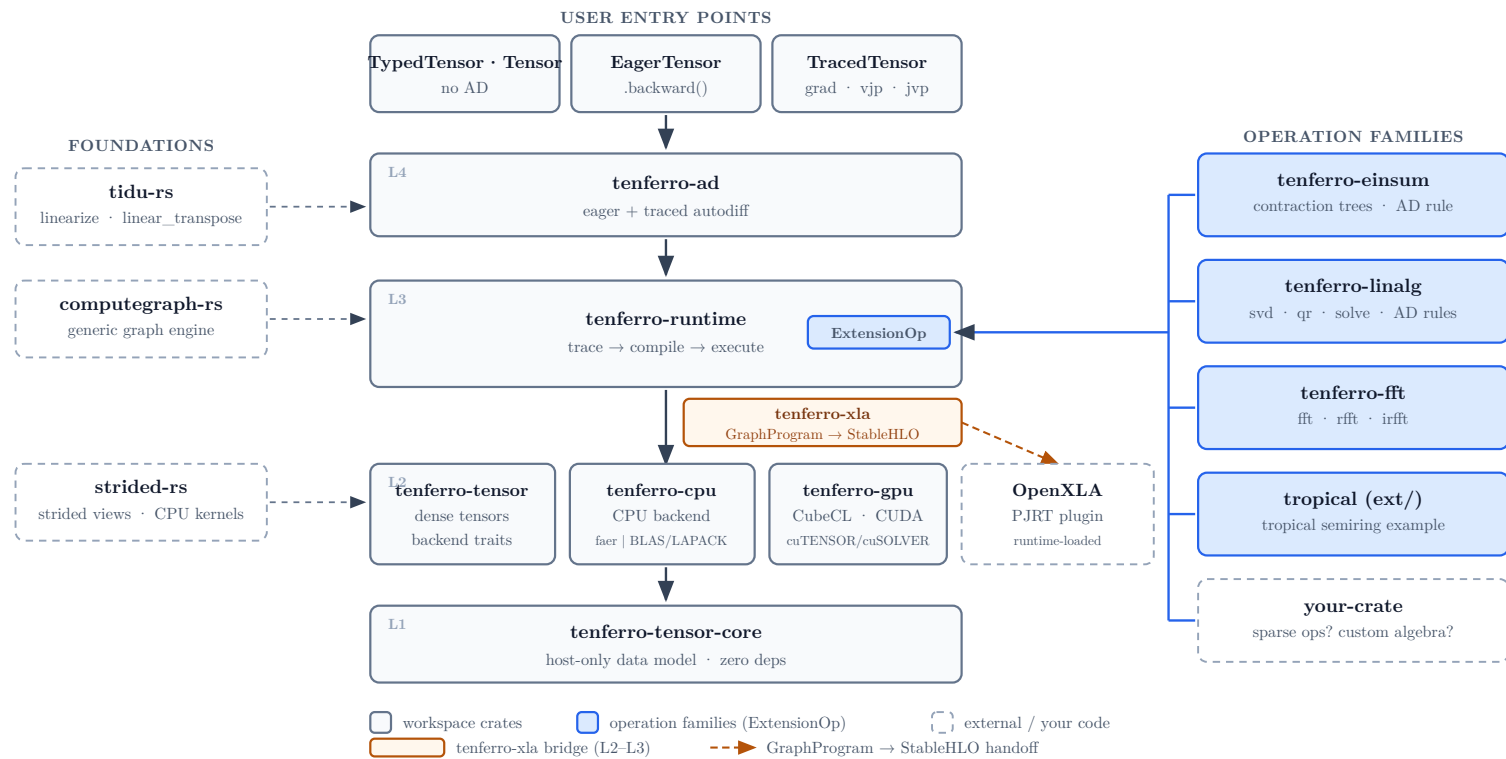 USER ENTRY POINTS
TypedTensor · Tensor
no AD
EagerTensor
.backward()
TracedTensor
grad · vjp · jvp
FOUNDATIONS
tidu-rs
linearize · linear_transpose
computegraph-rs
generic graph engine
strided-rs
strided views · CPU kernels
L4
tenferro-ad
eager + traced autodiff
L3
tenferro-runtime
trace → compile → execute
ExtensionOp
tenferro-xla
GraphProgram → StableHLO
L2
tenferro-tensor
dense tensors
backend traits
tenferro-cpu
CPU backend
faer | BLAS/LAPACK
tenferro-gpu
CubeCL · CUDA
cuTENSOR/cuSOLVER
OpenXLA
PJRT plugin
runtime-loaded
L1
tenferro-tensor-core
host-only data model · zero deps
OPERATION FAMILIES
tenferro-einsum
contraction trees · AD rule
tenferro-linalg
svd · qr · solve · AD rules
tenferro-fft
fft · rfft · irfft
tropical (ext/)
tropical semiring example
your-crate
sparse ops? custom algebra?
workspace crates
operation families (ExtensionOp)
external / your code
tenferro-xla bridge (L2–L3)
GraphProgram → StableHLO handoff